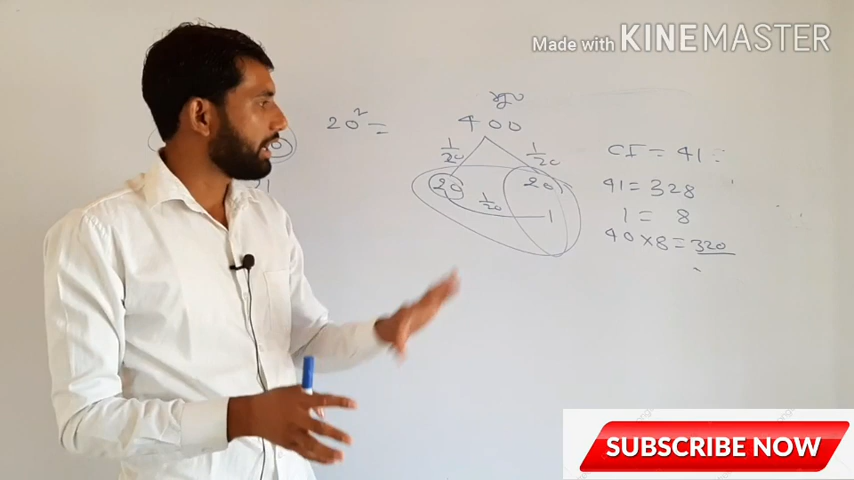 Made with KINEMASTER
20² =
मूल
400
1/20 1/20
20 20
1/20
1
CI = 41 =
41 = 328
1 = 8
40 × 8 = 320
21
SUBSCRIBE NOW